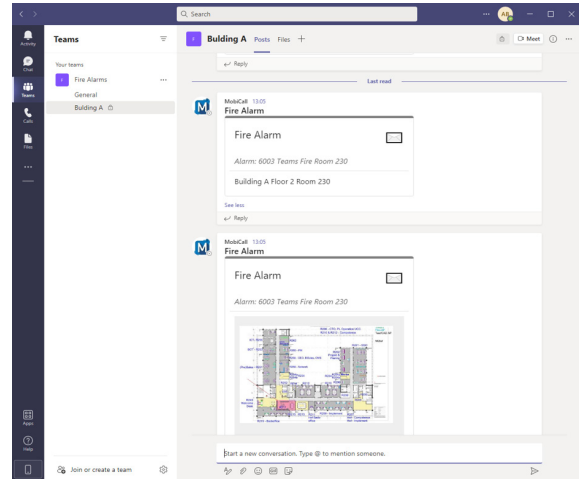 Search
AB
Activity
Chat
Teams
Calls
Files
Apps
Help
Teams
Your teams
Fire Alarms
General
Bulding A
Join or create a team
Bulding A Posts Files
Meet
Reply
Last read
MobiCall 13:05
Fire Alarm
Fire Alarm
Alarm: 6003 Teams Fire Room 230
Building A Floor 2 Room 230
See less
Reply
MobiCall 13:05
Fire Alarm
Fire Alarm
Alarm: 6003 Teams Fire Room 230
Start a new conversation. Type @ to mention someone.